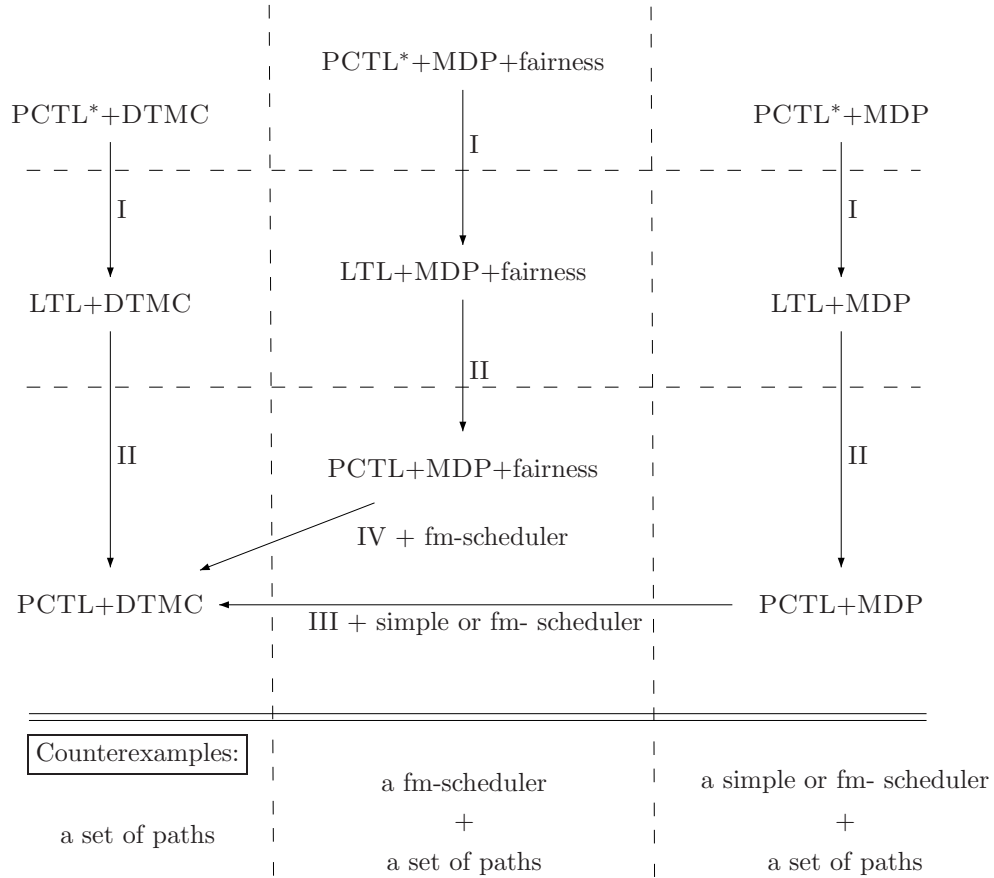 PCTL*+MDP+fairness
PCTL*+DTMC
PCTL*+MDP
I
I
I
LTL+MDP+fairness
LTL+DTMC
LTL+MDP
II
II
II
PCTL+MDP+fairness
IV + fm-scheduler
PCTL+DTMC
PCTL+MDP
III + simple or fm- scheduler
Counterexamples:
a fm-scheduler
a simple or fm- scheduler
+
+
a set of paths
a set of paths
a set of paths